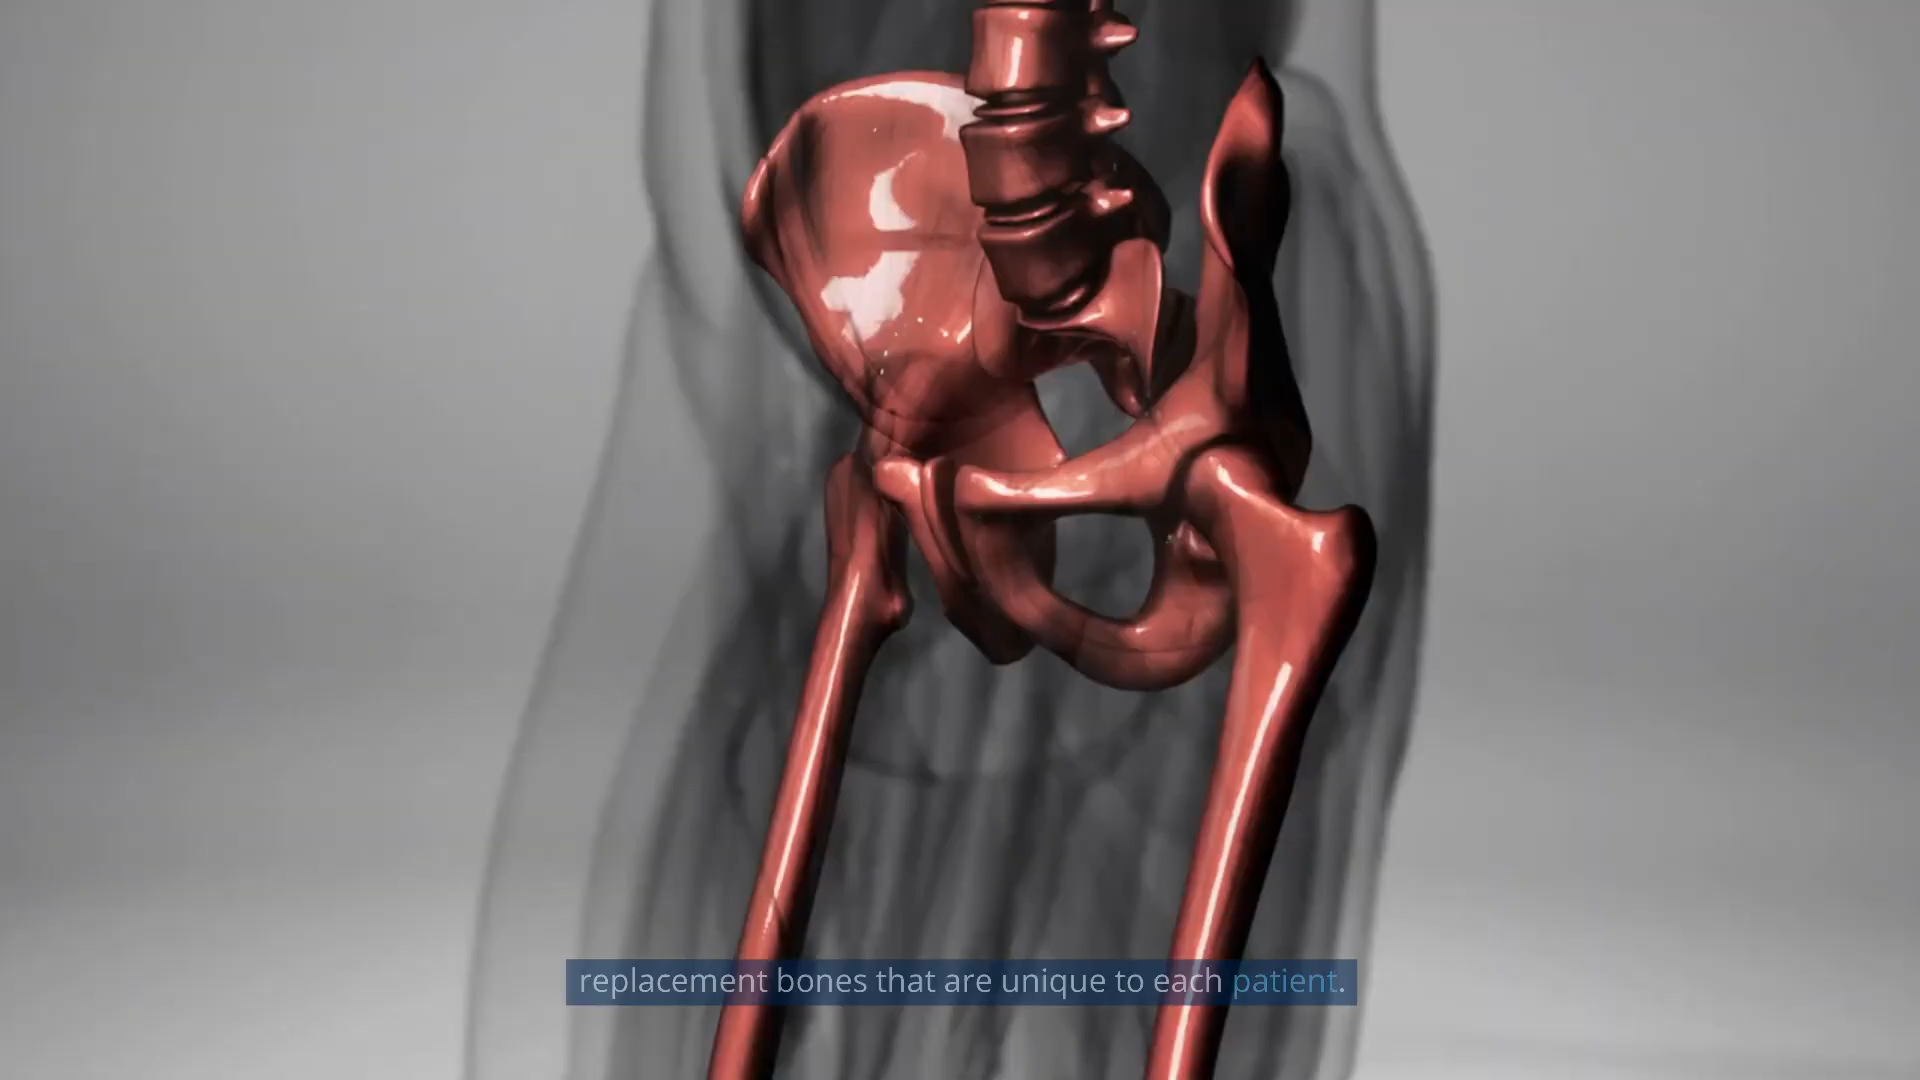 replacement bones that are unique to each patient.